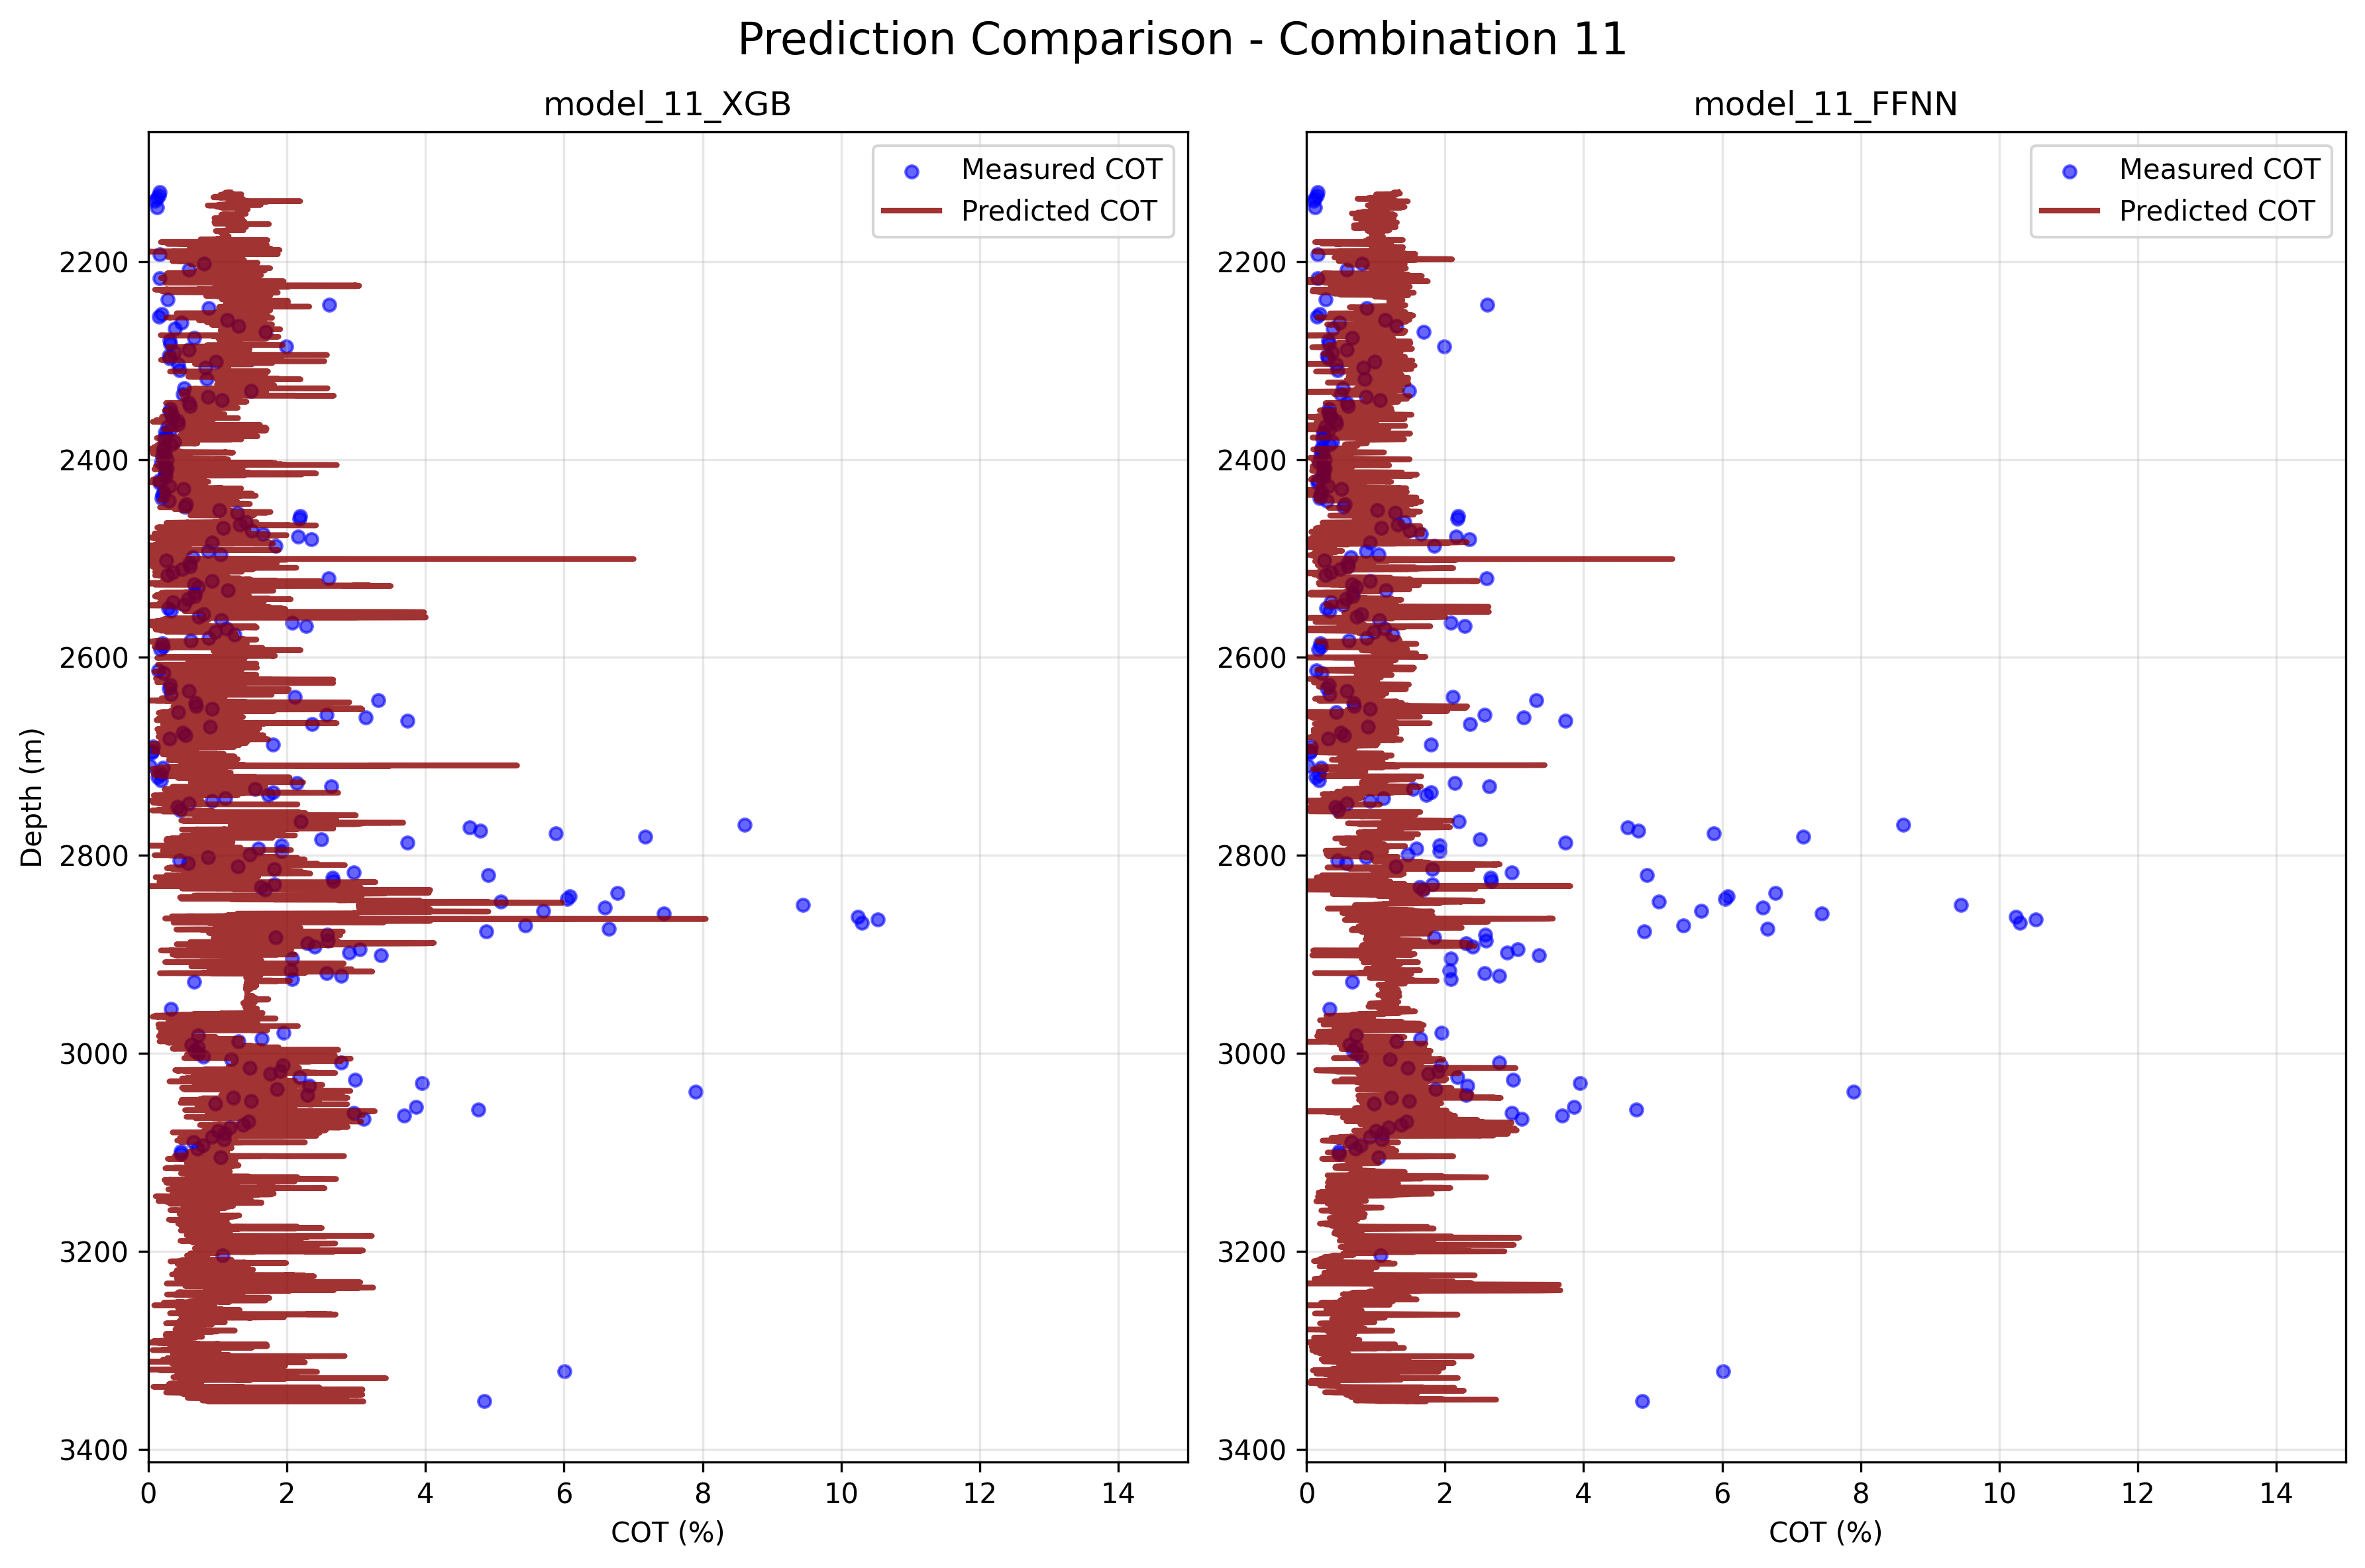 Prediction Comparison - Combination 11
model_11_XGB
Measured COT
Predicted COT
Depth (m)
2200
2400
2600
2800
3000
3200
3400
0 2 4 6 8 10 12 14
COT (%)
model_11_FFNN
Measured COT
Predicted COT
2200
2400
2600
2800
3000
3200
3400
0 2 4 6 8 10 12 14
COT (%)